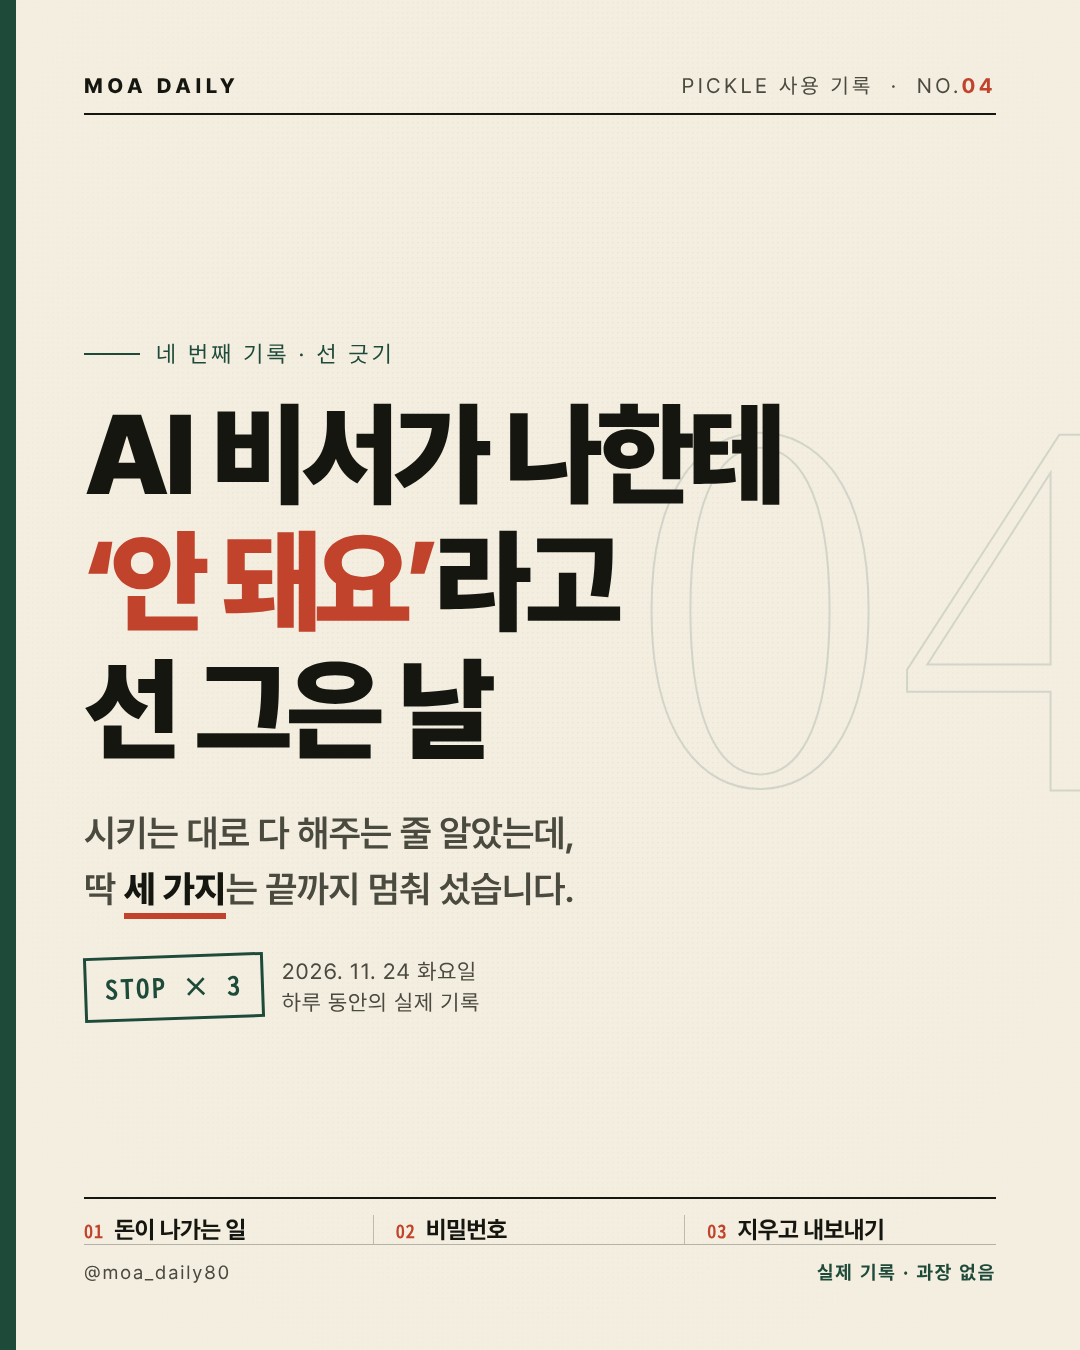 MOA DAILY
PICKLE 사용 기록 · NO.04
네 번째 기록 · 선 긋기
AI 비서가 나한테
‘안 돼요’라고
선 그은 날
04
시키는 대로 다 해주는 줄 알았는데,
딱 세 가지는 끝까지 멈춰 섰습니다.
STOP × 3
2026. 11. 24 화요일
하루 동안의 실제 기록
01 돈이 나가는 일
02 비밀번호
03 지우고 내보내기
@moa_daily80
실제 기록 · 과장 없음